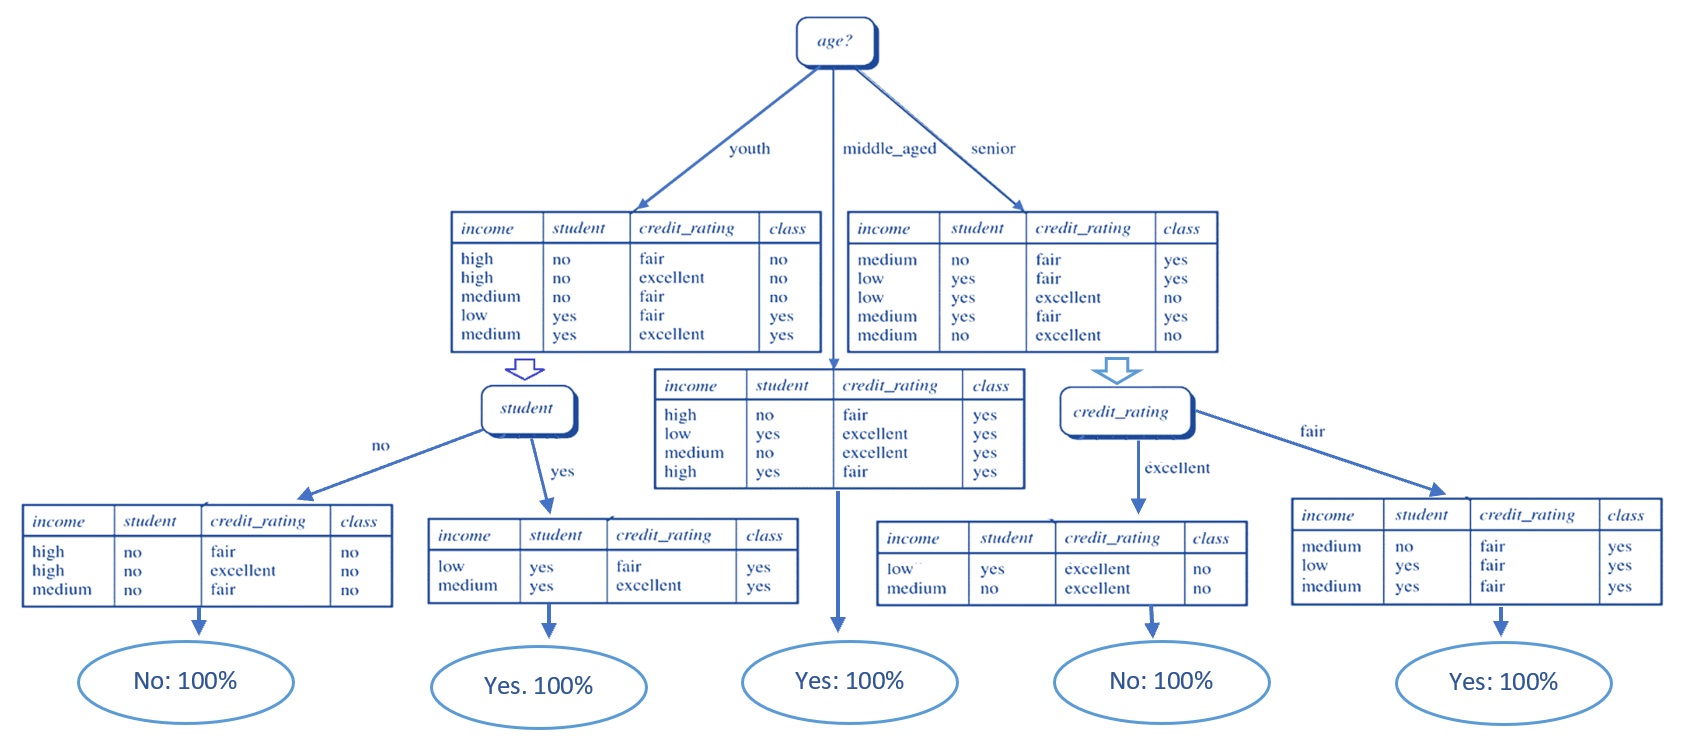 age?
youth
middle_aged
senior
income student credit_rating class
high no fair no
high no excellent no
medium no fair no
low yes fair yes
medium yes excellent yes
income student credit_rating class
medium no fair yes
low yes fair yes
low yes excellent no
medium yes fair yes
medium no excellent no
student
income student credit_rating class
high no fair yes
low yes excellent yes
medium no excellent yes
high yes fair yes
credit_rating
no
yes
excellent
fair
income student credit_rating class
high no fair no
high no excellent no
medium no fair no
income student credit_rating class
low yes fair yes
medium yes excellent yes
income student credit_rating class
low yes excellent no
medium no excellent no
income student credit_rating class
medium no fair yes
low yes fair yes
medium yes fair yes
No: 100%
Yes. 100%
Yes: 100%
No: 100%
Yes: 100%